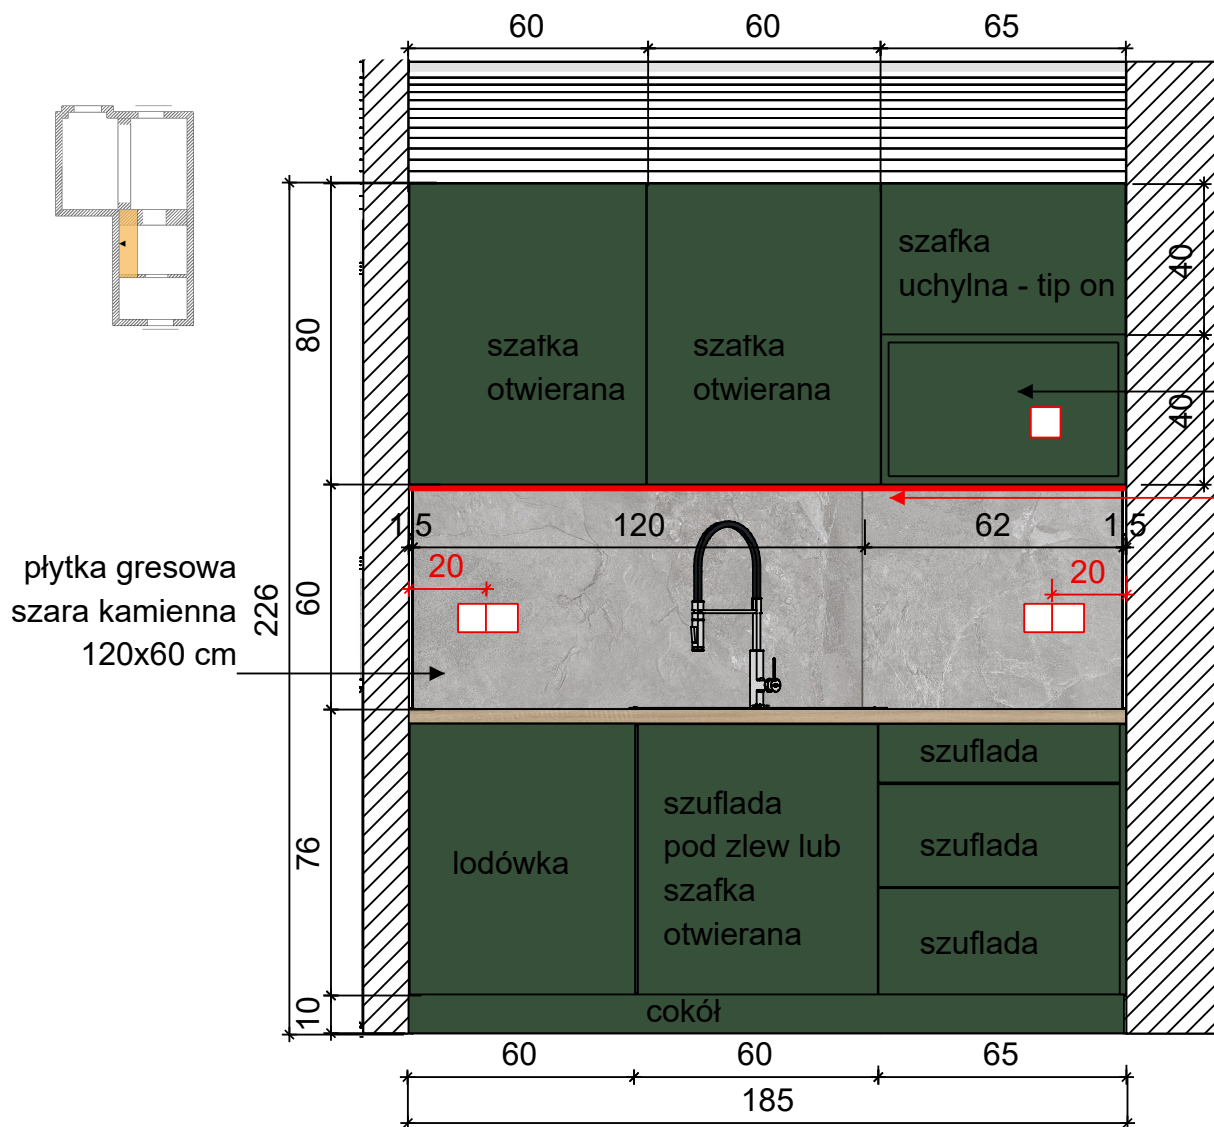 60 60 65
szafka
uchylna - tip on
40
szafka
otwierana
szafka
otwierana
80
40
1,5 120 62 1,5
płytka gresowa
szara kamienna
120x60 cm
20
20
226
60
szuflada
szuflada
pod zlew lub
szafka
otwierana
szuflada
lodówka
76
szuflada
10
cokół
60 60 65
185